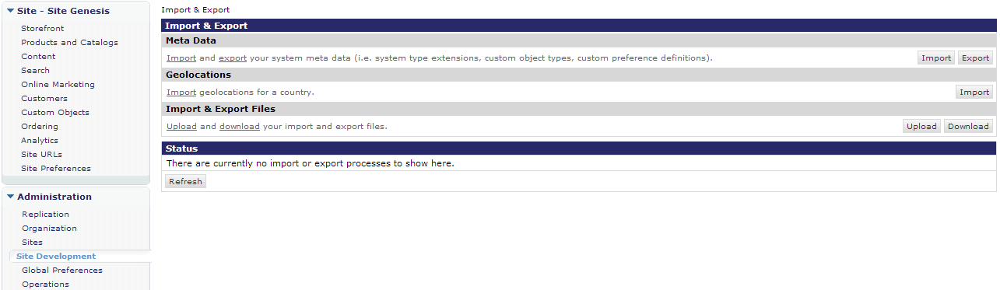 Site - Site Genesis
Storefront
Products and Catalogs
Content
Search
Online Marketing
Customers
Custom Objects
Ordering
Analytics
Site URLs
Site Preferences
Administration
Replication
Organization
Sites
Site Development
Global Preferences
Operations
Import & Export
Import & Export
Meta Data
Import and export your system meta data (i.e. system type extensions, custom object types, custom preference definitions). Import Export
Geolocations
Import geolocations for a country. Import
Import & Export Files
Upload and download your import and export files. Upload Download
Status
There are currently no import or export processes to show here.
Refresh